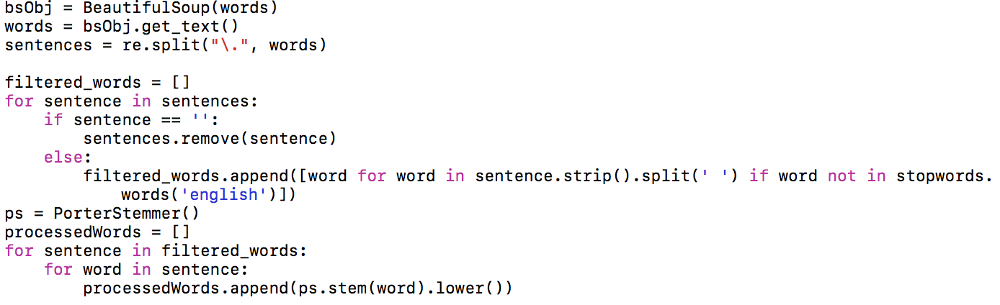 bsObj = BeautifulSoup(words)
words = bsObj.get_text()
sentences = re.split("\.", words)

filtered_words = []
for sentence in sentences:
    if sentence == '':
        sentences.remove(sentence)
    else:
        filtered_words.append([word for word in sentence.strip().split(' ') if word not in stopwords.
            words('english')])
ps = PorterStemmer()
processedWords = []
for sentence in filtered_words:
    for word in sentence:
        processedWords.append(ps.stem(word).lower())